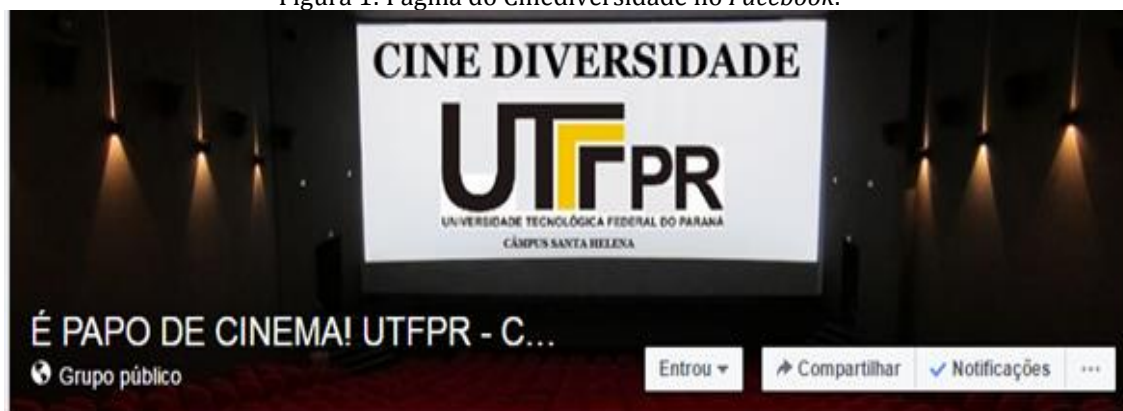 Figura 1: Página do Cinediversidade no Facebook.
CINE DIVERSIDADE
UTFPR
UNIVERSIDADE TECNOLÓGICA FEDERAL DO PARANÁ
CÂMPUS SANTA HELENA
É PAPO DE CINEMA! UTFPR - C...
Grupo público
Entrou
Compartilhar
Notificações
...